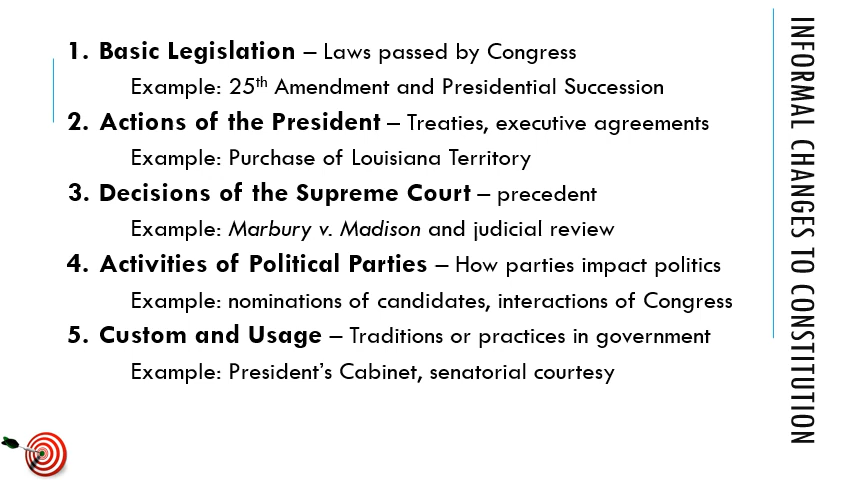 1. Basic Legislation – Laws passed by Congress
Example: 25th Amendment and Presidential Succession
2. Actions of the President – Treaties, executive agreements
Example: Purchase of Louisiana Territory
3. Decisions of the Supreme Court – precedent
Example: Marbury v. Madison and judicial review
4. Activities of Political Parties – How parties impact politics
Example: nominations of candidates, interactions of Congress
5. Custom and Usage – Traditions or practices in government
Example: President’s Cabinet, senatorial courtesy
INFORMAL CHANGES TO CONSTITUTION